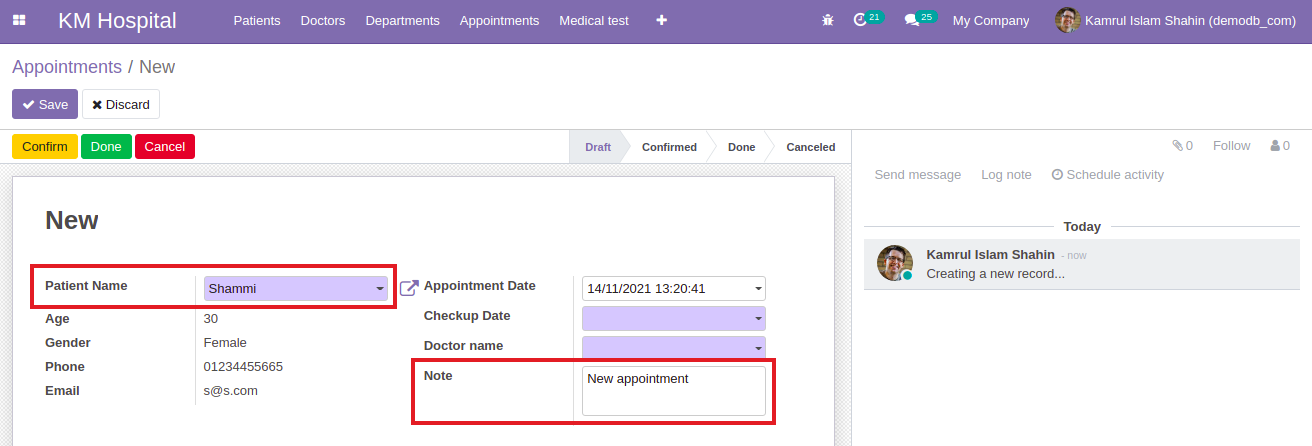 KM Hospital Patients Doctors Departments Appointments Medical test 21 25 My Company Kamrul Islam Shahin (demodb_com)
Appointments / New
Save Discard
Confirm Done Cancel Draft Confirmed Done Canceled 0 Follow 0
Send message Log note Schedule activity
New
Today
Kamrul Islam Shahin - now
Creating a new record...
Patient Name Shammi Appointment Date 14/11/2021 13:20:41
Age 30 Checkup Date
Gender Female Doctor name
Phone 01234455665 Note New appointment
Email s@s.com